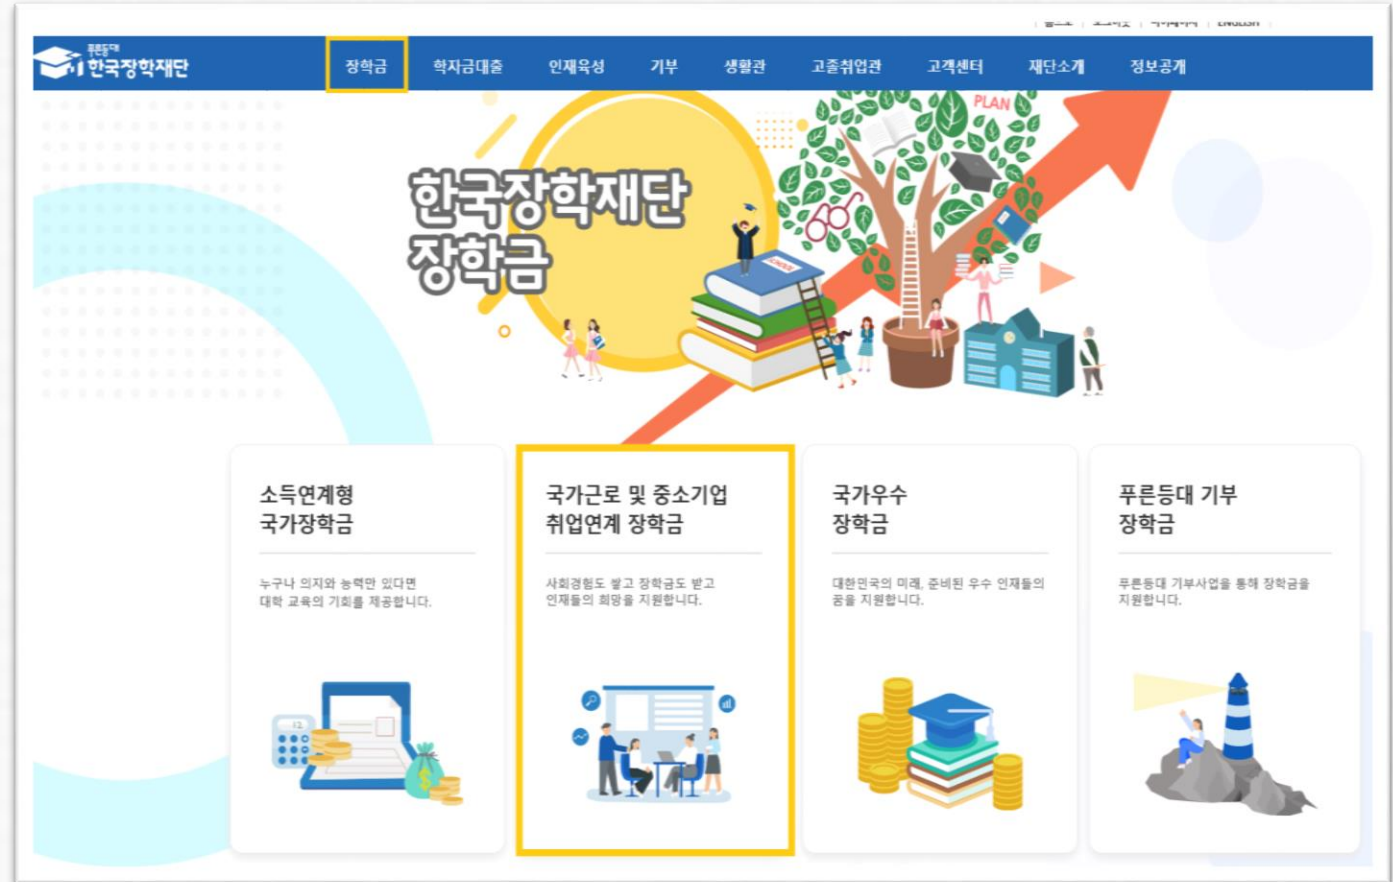 ENGLISH
푸른등대
한국장학재단
장학금 학자금대출 인재육성 기부 생활관 고졸취업관 고객센터 재단소개 정보공개
PLAN
한국장학재단
장학금
SCHOOL
소득연계형
국가장학금
누구나 의지와 능력만 있다면
대학 교육의 기회를 제공합니다.
국가근로 및 중소기업
취업연계 장학금
사회경험도 쌓고 장학금도 받고
인재들의 희망을 지원합니다.
국가우수
장학금
대한민국의 미래, 준비된 우수 인재들의
꿈을 지원합니다.
푸른등대 기부
장학금
푸른등대 기부사업을 통해 장학금을
지원합니다.
12